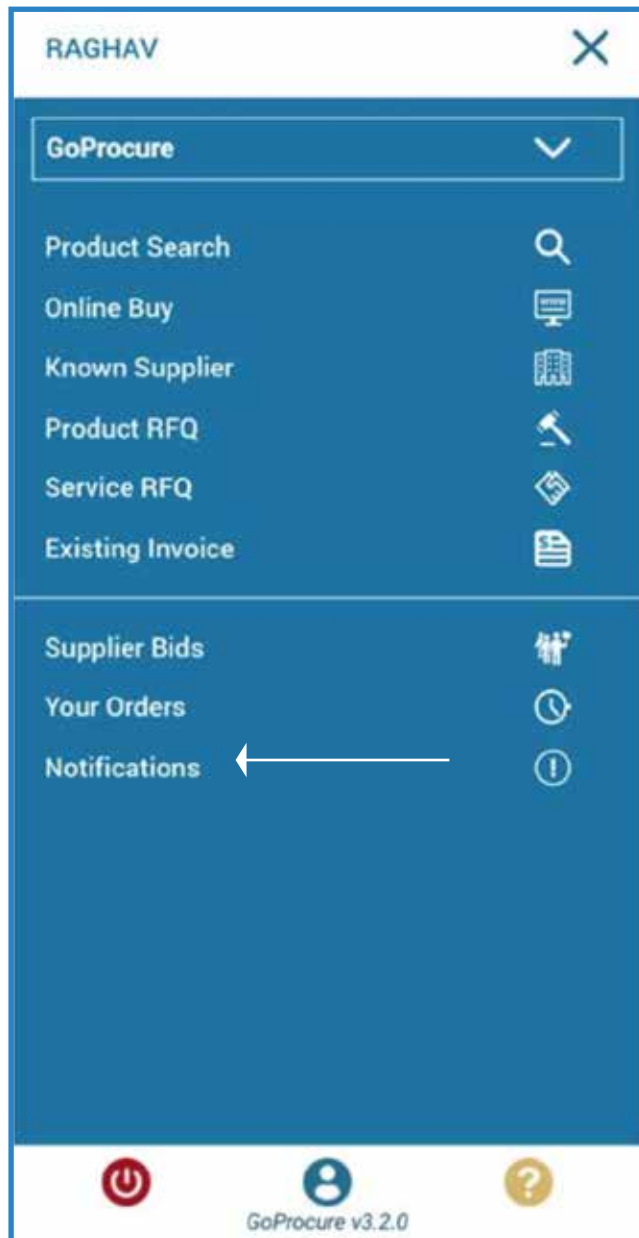 RAGHAV
GoProcure
Product Search
Online Buy
Known Supplier
Product RFQ
Service RFQ
Existing Invoice
Supplier Bids
Your Orders
Notifications
GoProcure v3.2.0